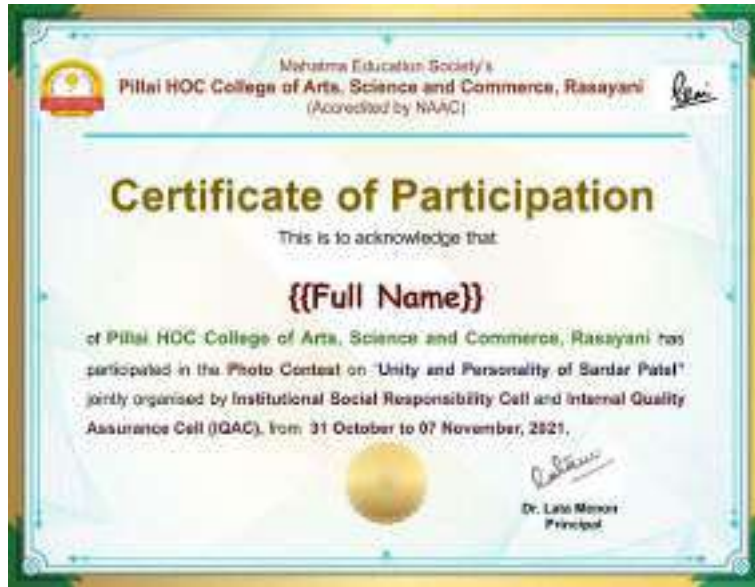 Mahatma Education Society's
Pillai HOC College of Arts, Science and Commerce, Rasayani
(Accredited by NAAC)
Certificate of Participation
This is to acknowledge that
{{Full Name}}
of Pillai HOC College of Arts, Science and Commerce, Rasayani has
participated in the Photo Contest on "Unity and Personality of Sardar Patel"
jointly organised by Institutional Social Responsibility Cell and Internal Quality
Assurance Cell (IQAC), from 31 October to 07 November, 2021.
Dr. Lata Menon
Principal